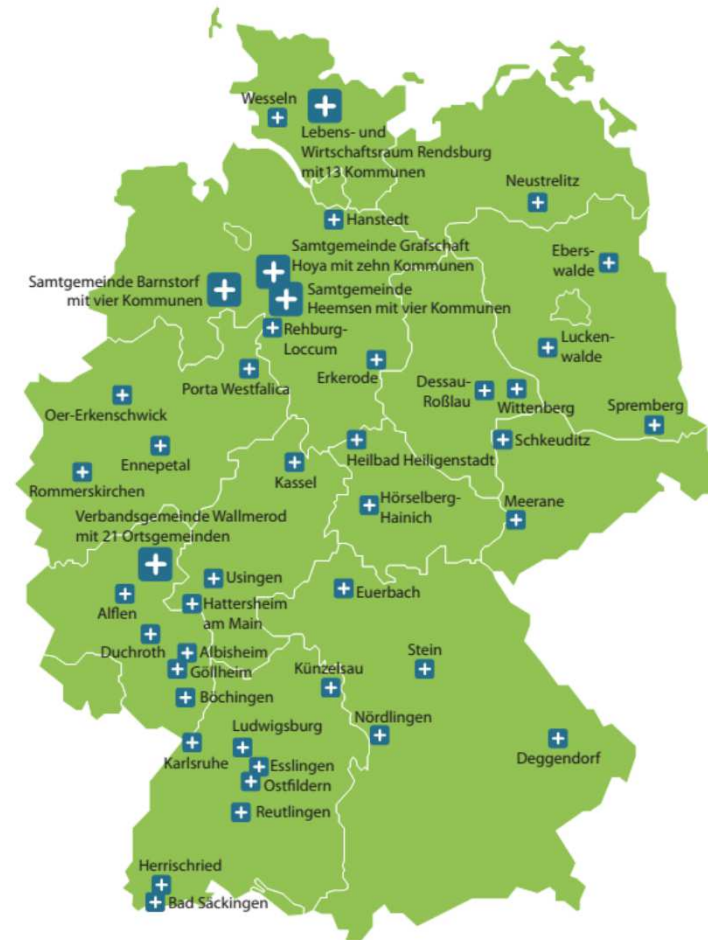 Wesseln
Lebens- und
Wirtschaftsraum Rendsburg
mit13 Kommunen
Neustrelitz
Hanstedt
Samtgemeinde Grafschaft
Hoya mit zehn Kommunen
Ebers-
walde
Samtgemeinde Barnstorf
mit vier Kommunen
Samtgemeinde
Heemsen mit vier Kommunen
Rehburg-
Loccum
Lucken-
walde
Porta Westfalica
Erkerode
Dessau-
Roßlau
Wittenberg
Oer-Erkenschwick
Spremberg
Ennepetal
Heilbad Heiligenstadt
Schkeuditz
Rommerskirchen
Kassel
Hörselberg-
Hainich
Meerane
Verbandsgemeinde Wallmerod
mit 21 Ortsgemeinden
Usingen
Euerbach
Alflen
Hattersheim
am Main
Duchroth
Albisheim
Göllheim
Künzelsau
Stein
Böchingen
Nördlingen
Ludwigsburg
Karlsruhe
Deggendorf
Esslingen
Ostfildern
Reutlingen
Herrischried
Bad Säckingen